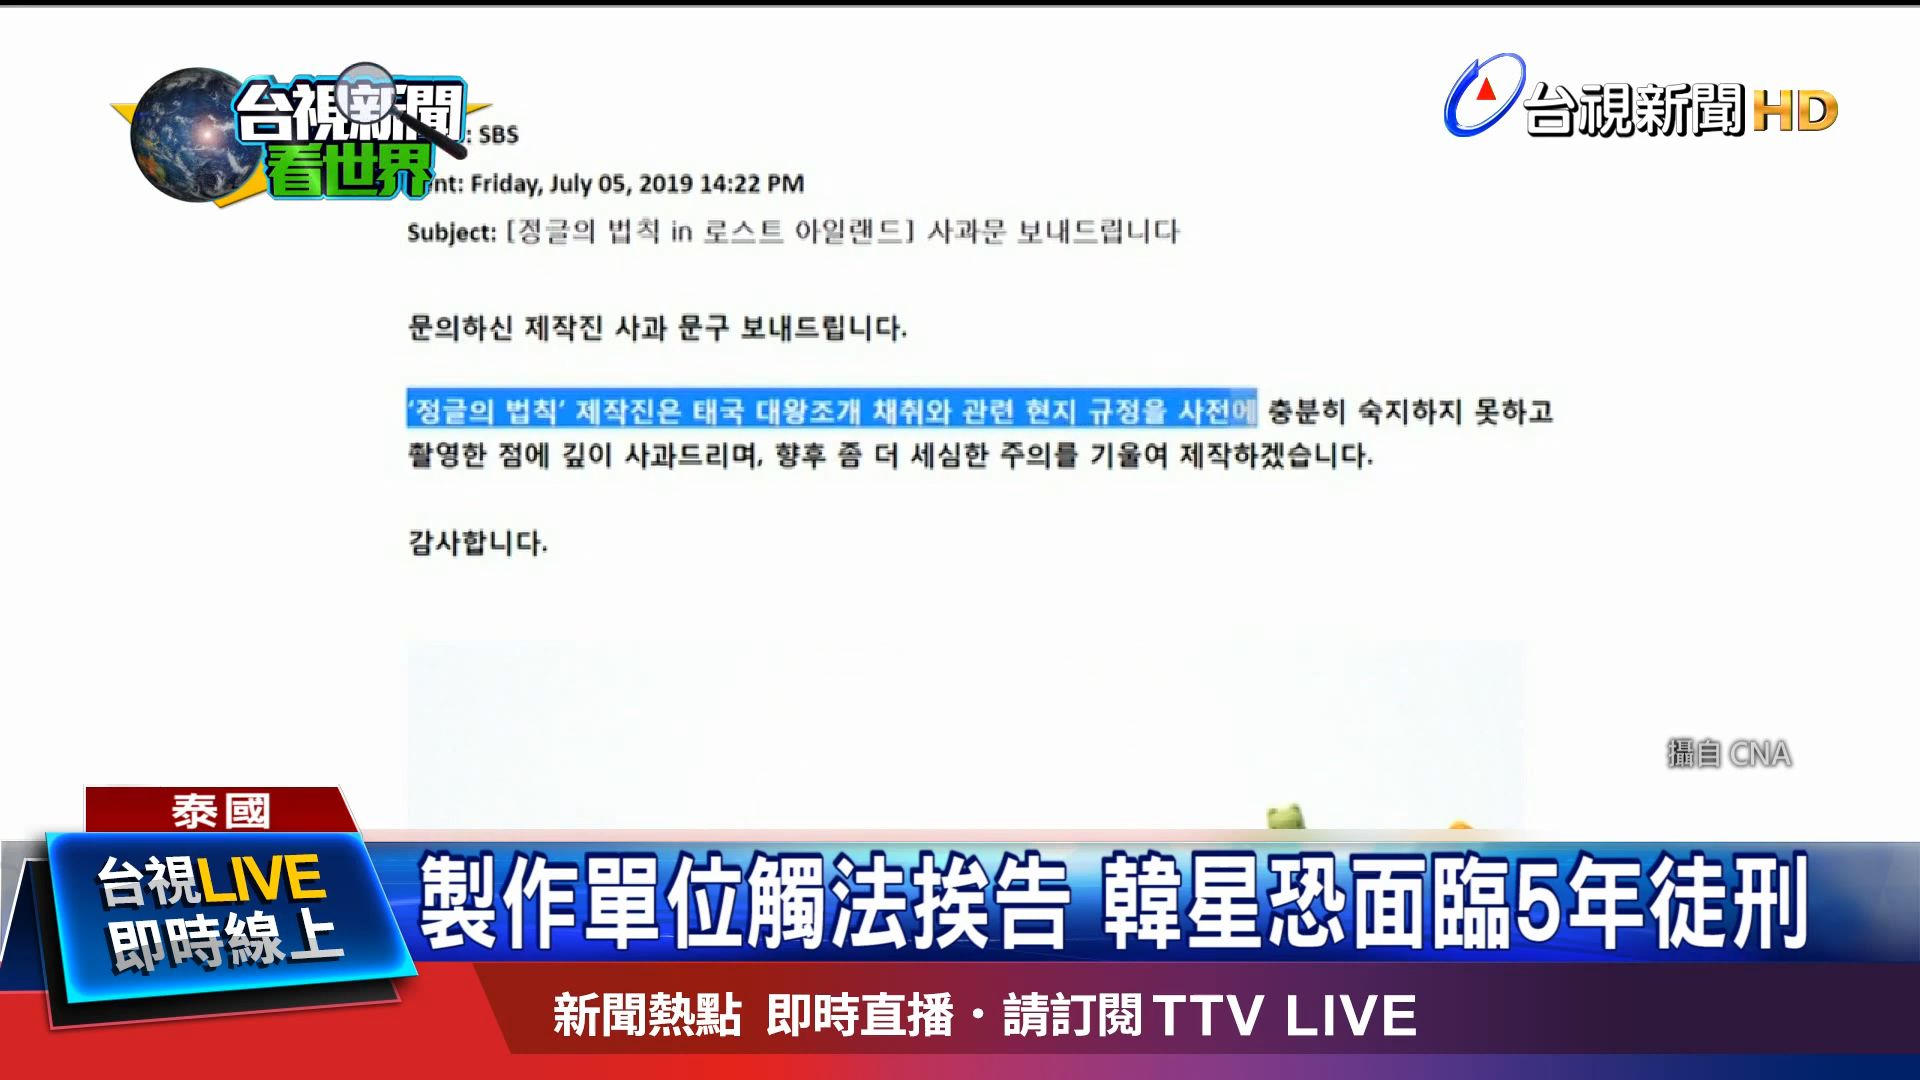 台視新聞
看世界
台視新聞HD
: SBS
nt: Friday, July 05, 2019 14:22 PM
Subject: [정글의 법칙 in 로스트 아일랜드] 사과문 보내드립니다
문의하신 제작진 사과 문구 보내드립니다.
‘정글의 법칙’ 제작진은 태국 대왕조개 채취와 관련 현지 규정을 사전에 충분히 숙지하지 못하고
촬영한 점에 깊이 사과드리며, 향후 좀 더 세심한 주의를 기울여 제작하겠습니다.
감사합니다.
攝自 CNA
泰國
台視LIVE
即時線上
製作單位觸法挨告 韓星恐面臨5年徒刑
新聞熱點 即時直播・請訂閱TTV LIVE